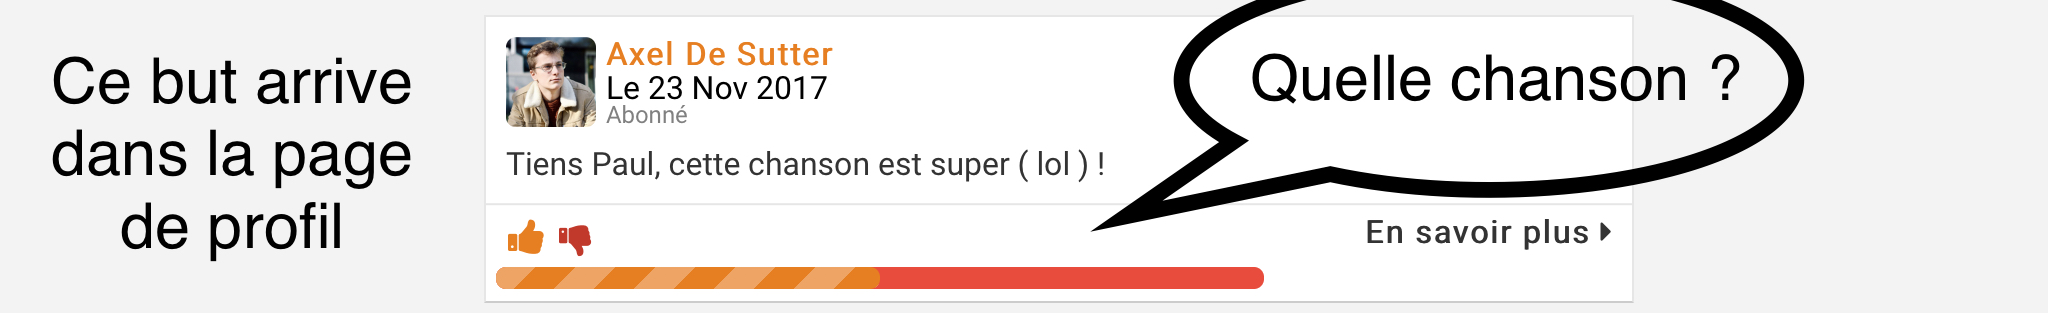 Ce but arrive
dans la page
de profil
Axel De Sutter
Le 23 Nov 2017
Abonné
Tiens Paul, cette chanson est super ( lol ) !
Quelle chanson ?
En savoir plus